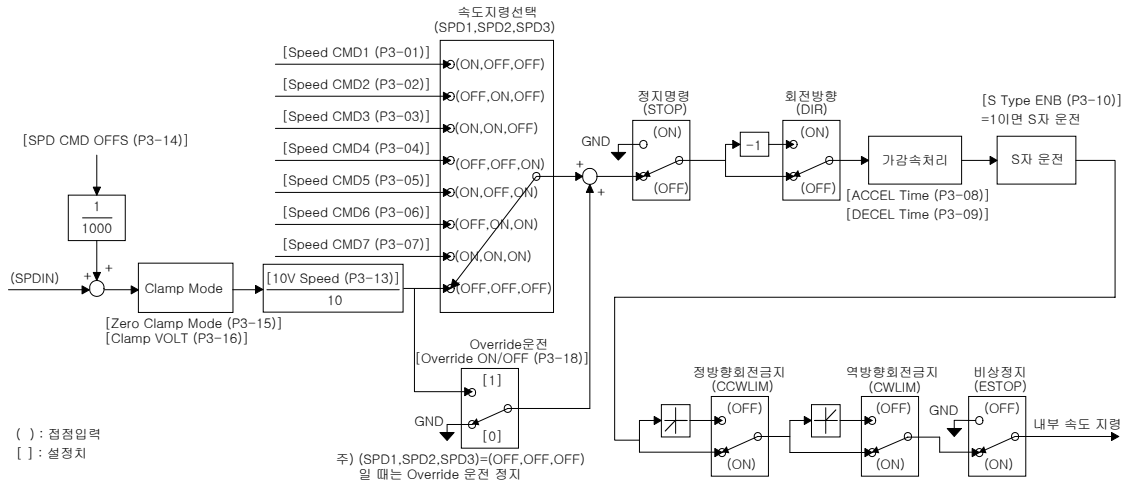 속도지령선택
(SPD1,SPD2,SPD3)
[Speed CMD1 (P3-01)]
(ON,OFF,OFF)
[Speed CMD2 (P3-02)]
(OFF,ON,OFF)
[Speed CMD3 (P3-03)]
(ON,ON,OFF)
[Speed CMD4 (P3-04)]
(OFF,OFF,ON)
[Speed CMD5 (P3-05)]
(ON,OFF,ON)
[Speed CMD6 (P3-06)]
(OFF,ON,ON)
[Speed CMD7 (P3-07)]
(ON,ON,ON)
(OFF,OFF,OFF)
[SPD CMD OFFS (P3-14)]
1
1000
+
+
(SPDIN)
Clamp Mode
[10V Speed (P3-13)]
10
[Zero Clamp Mode (P3-15)]
[Clamp VOLT (P3-16)]
Override운전
[Override ON/OFF (P3-18)]
[1]
GND
[0]
주) (SPD1,SPD2,SPD3)=(OFF,OFF,OFF)
일 때는 Override 운전 정지
+
+
정지명령
(STOP)
GND
(ON)
(OFF)
회전방향
(DIR)
-1
(ON)
(OFF)
가감속처리
[ACCEL Time (P3-08)]
[DECEL Time (P3-09)]
[S Type ENB (P3-10)]
=1이면 S자 운전
S자 운전
정방향회전금지
(CCWLIM)
(OFF)
(ON)
역방향회전금지
(CWLIM)
(OFF)
(ON)
비상정지
(ESTOP)
GND
(OFF)
(ON)
내부 속도 지령
( ) : 접점입력
[ ] : 설정치